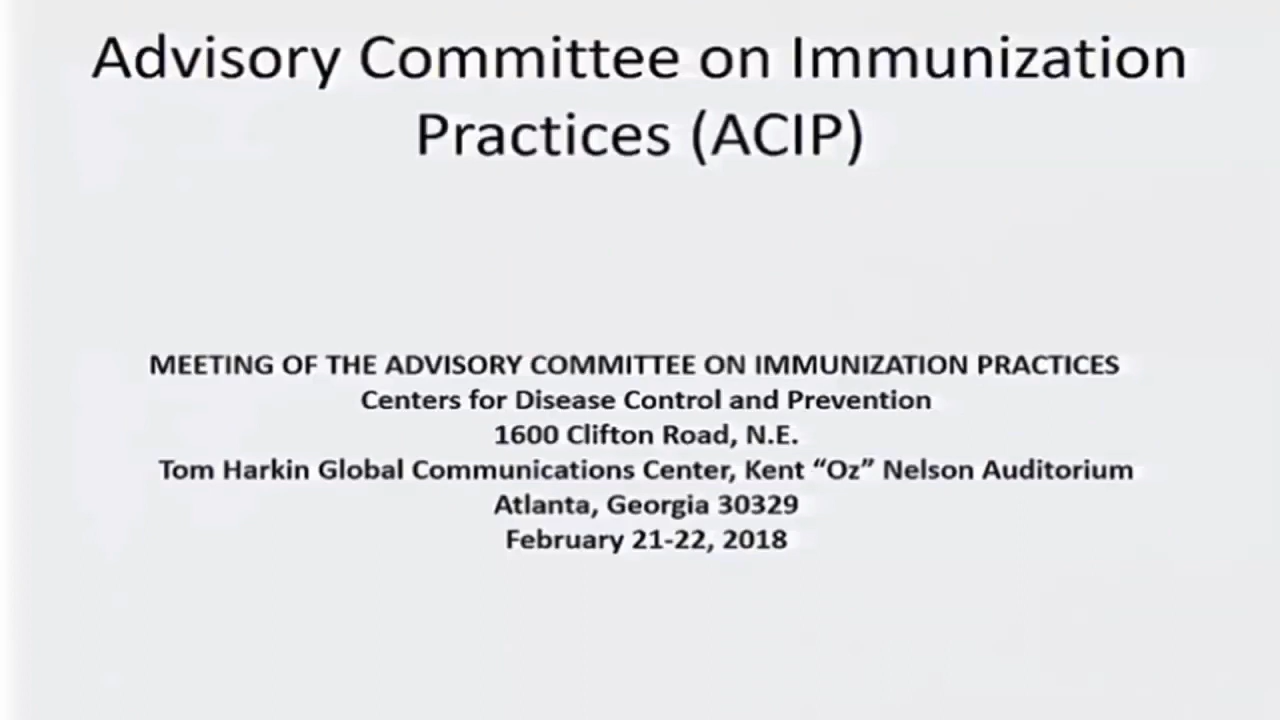 Advisory Committee on Immunization
Practices (ACIP)
MEETING OF THE ADVISORY COMMITTEE ON IMMUNIZATION PRACTICES
Centers for Disease Control and Prevention
1600 Clifton Road, N.E.
Tom Harkin Global Communications Center, Kent “Oz” Nelson Auditorium
Atlanta, Georgia 30329
February 21-22, 2018